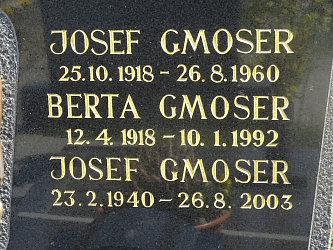 JOSEF GMOSER
25.10.1918 - 26.8.1960
BERTA GMOSER
12.4.1918 - 10.1.1992
JOSEF GMOSER
23.2.1940 - 26.8.2003